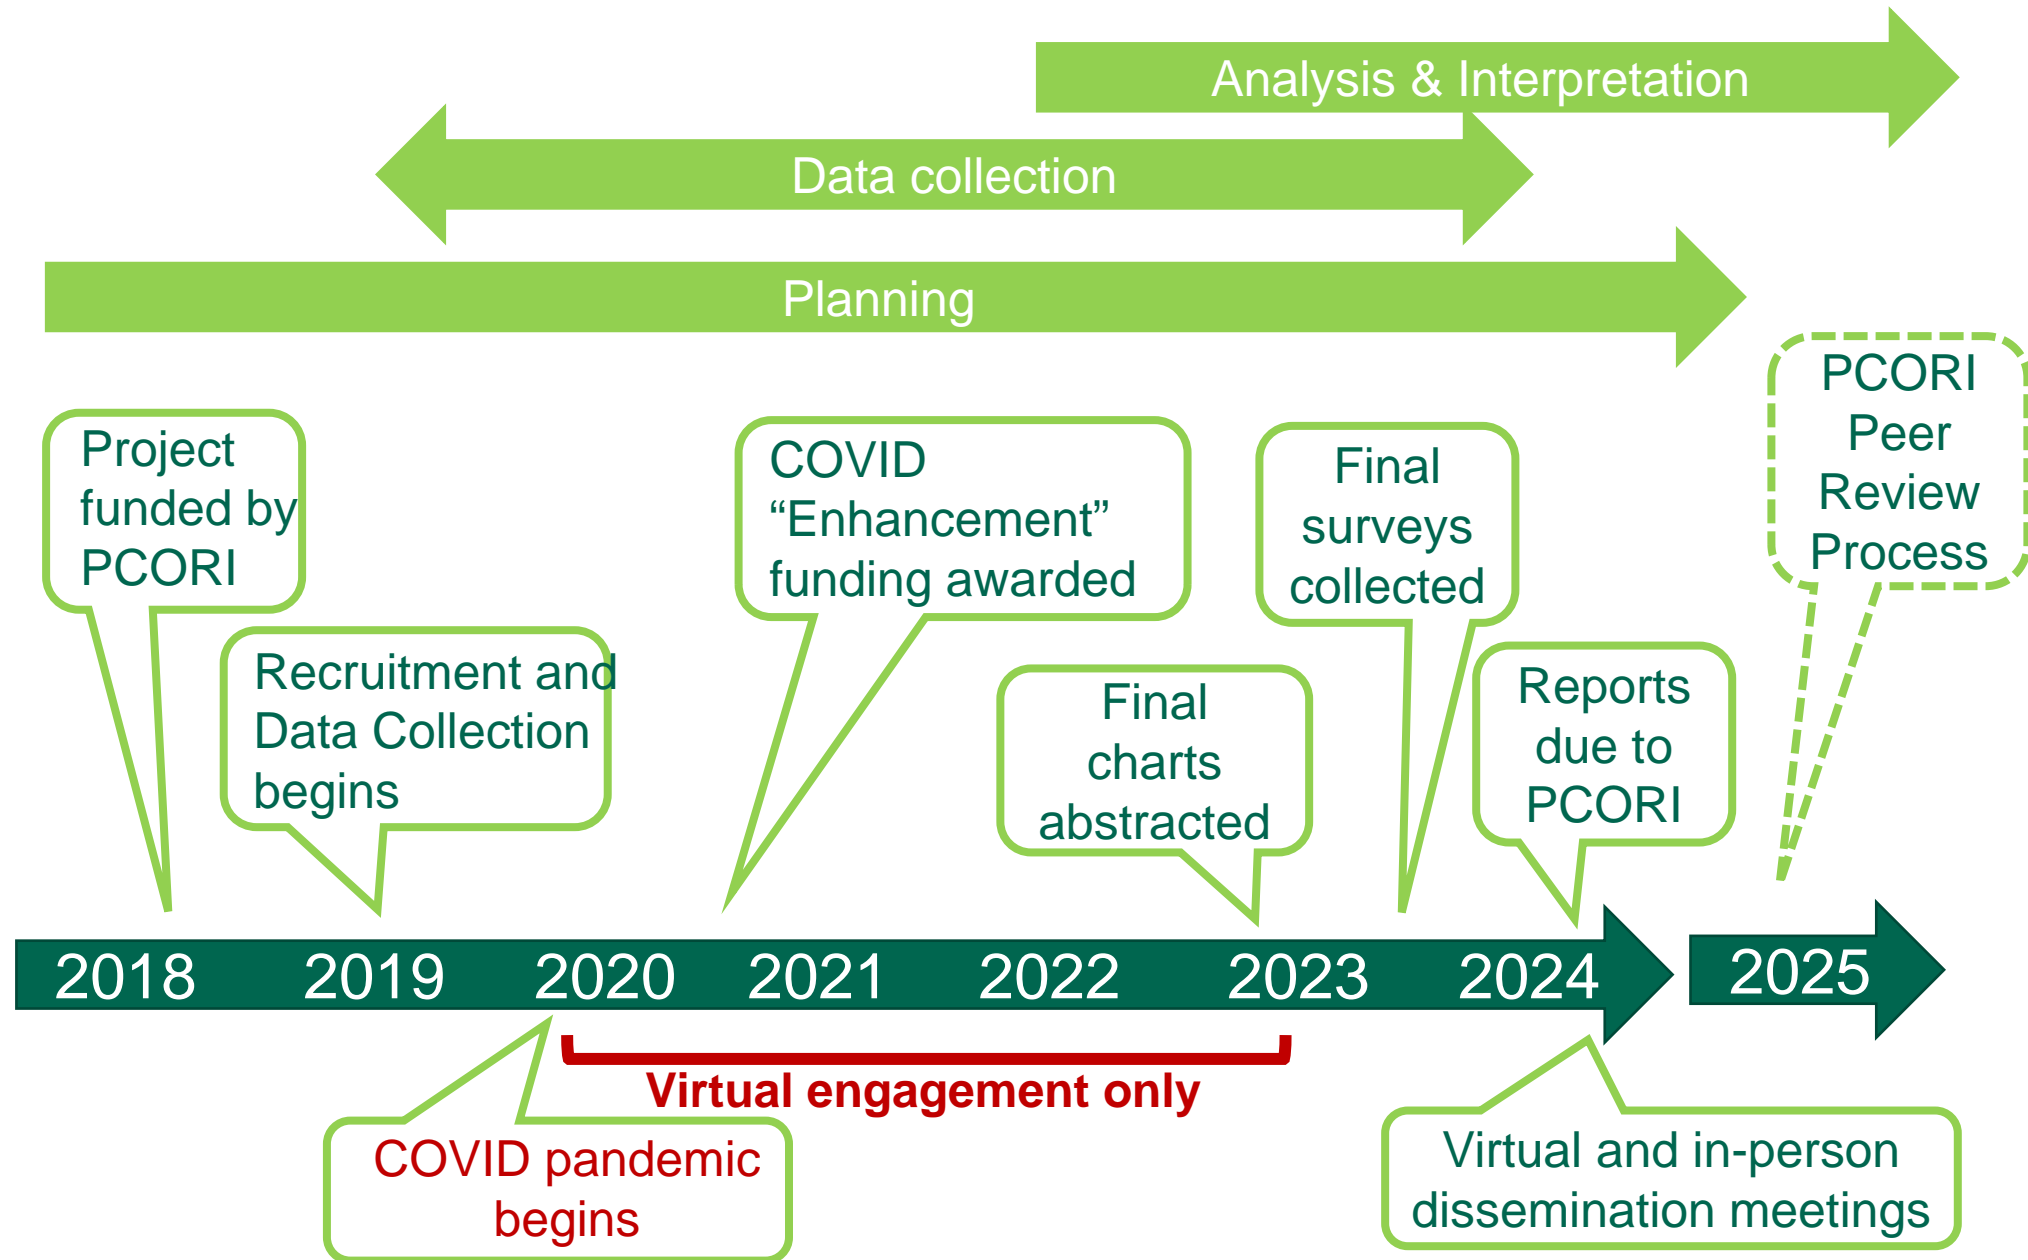 Analysis & Interpretation
Data collection
Planning
Project
funded by
PCORI
Recruitment and
Data Collection
begins
COVID
“Enhancement”
funding awarded
Final
charts
abstracted
Final
surveys
collected
Reports
due to
PCORI
PCORI
Peer
Review
Process
2018 2019 2020 2021 2022 2023 2024 2025
Virtual engagement only
COVID pandemic
begins
Virtual and in-person
dissemination meetings